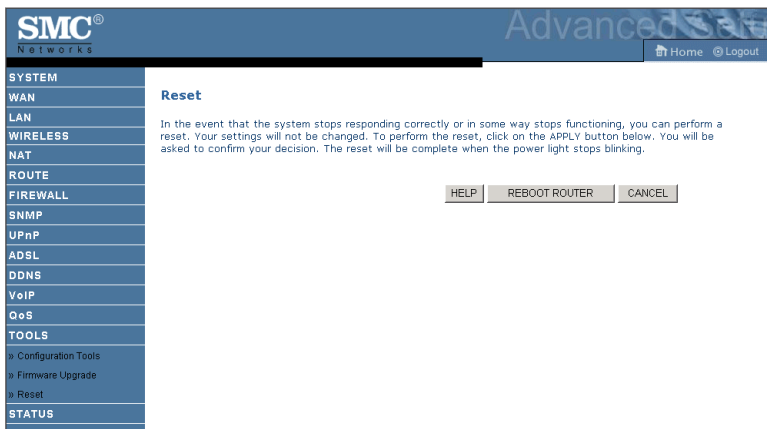 SMC®
Networks
Advanced Setup
Home Logout
SYSTEM
WAN
LAN
WIRELESS
NAT
ROUTE
FIREWALL
SNMP
UPnP
ADSL
DDNS
VoIP
QoS
TOOLS
» Configuration Tools
» Firmware Upgrade
» Reset
STATUS
Reset
In the event that the system stops responding correctly or in some way stops functioning, you can perform a
reset. Your settings will not be changed. To perform the reset, click on the APPLY button below. You will be
asked to confirm your decision. The reset will be complete when the power light stops blinking.
HELP REBOOT ROUTER CANCEL